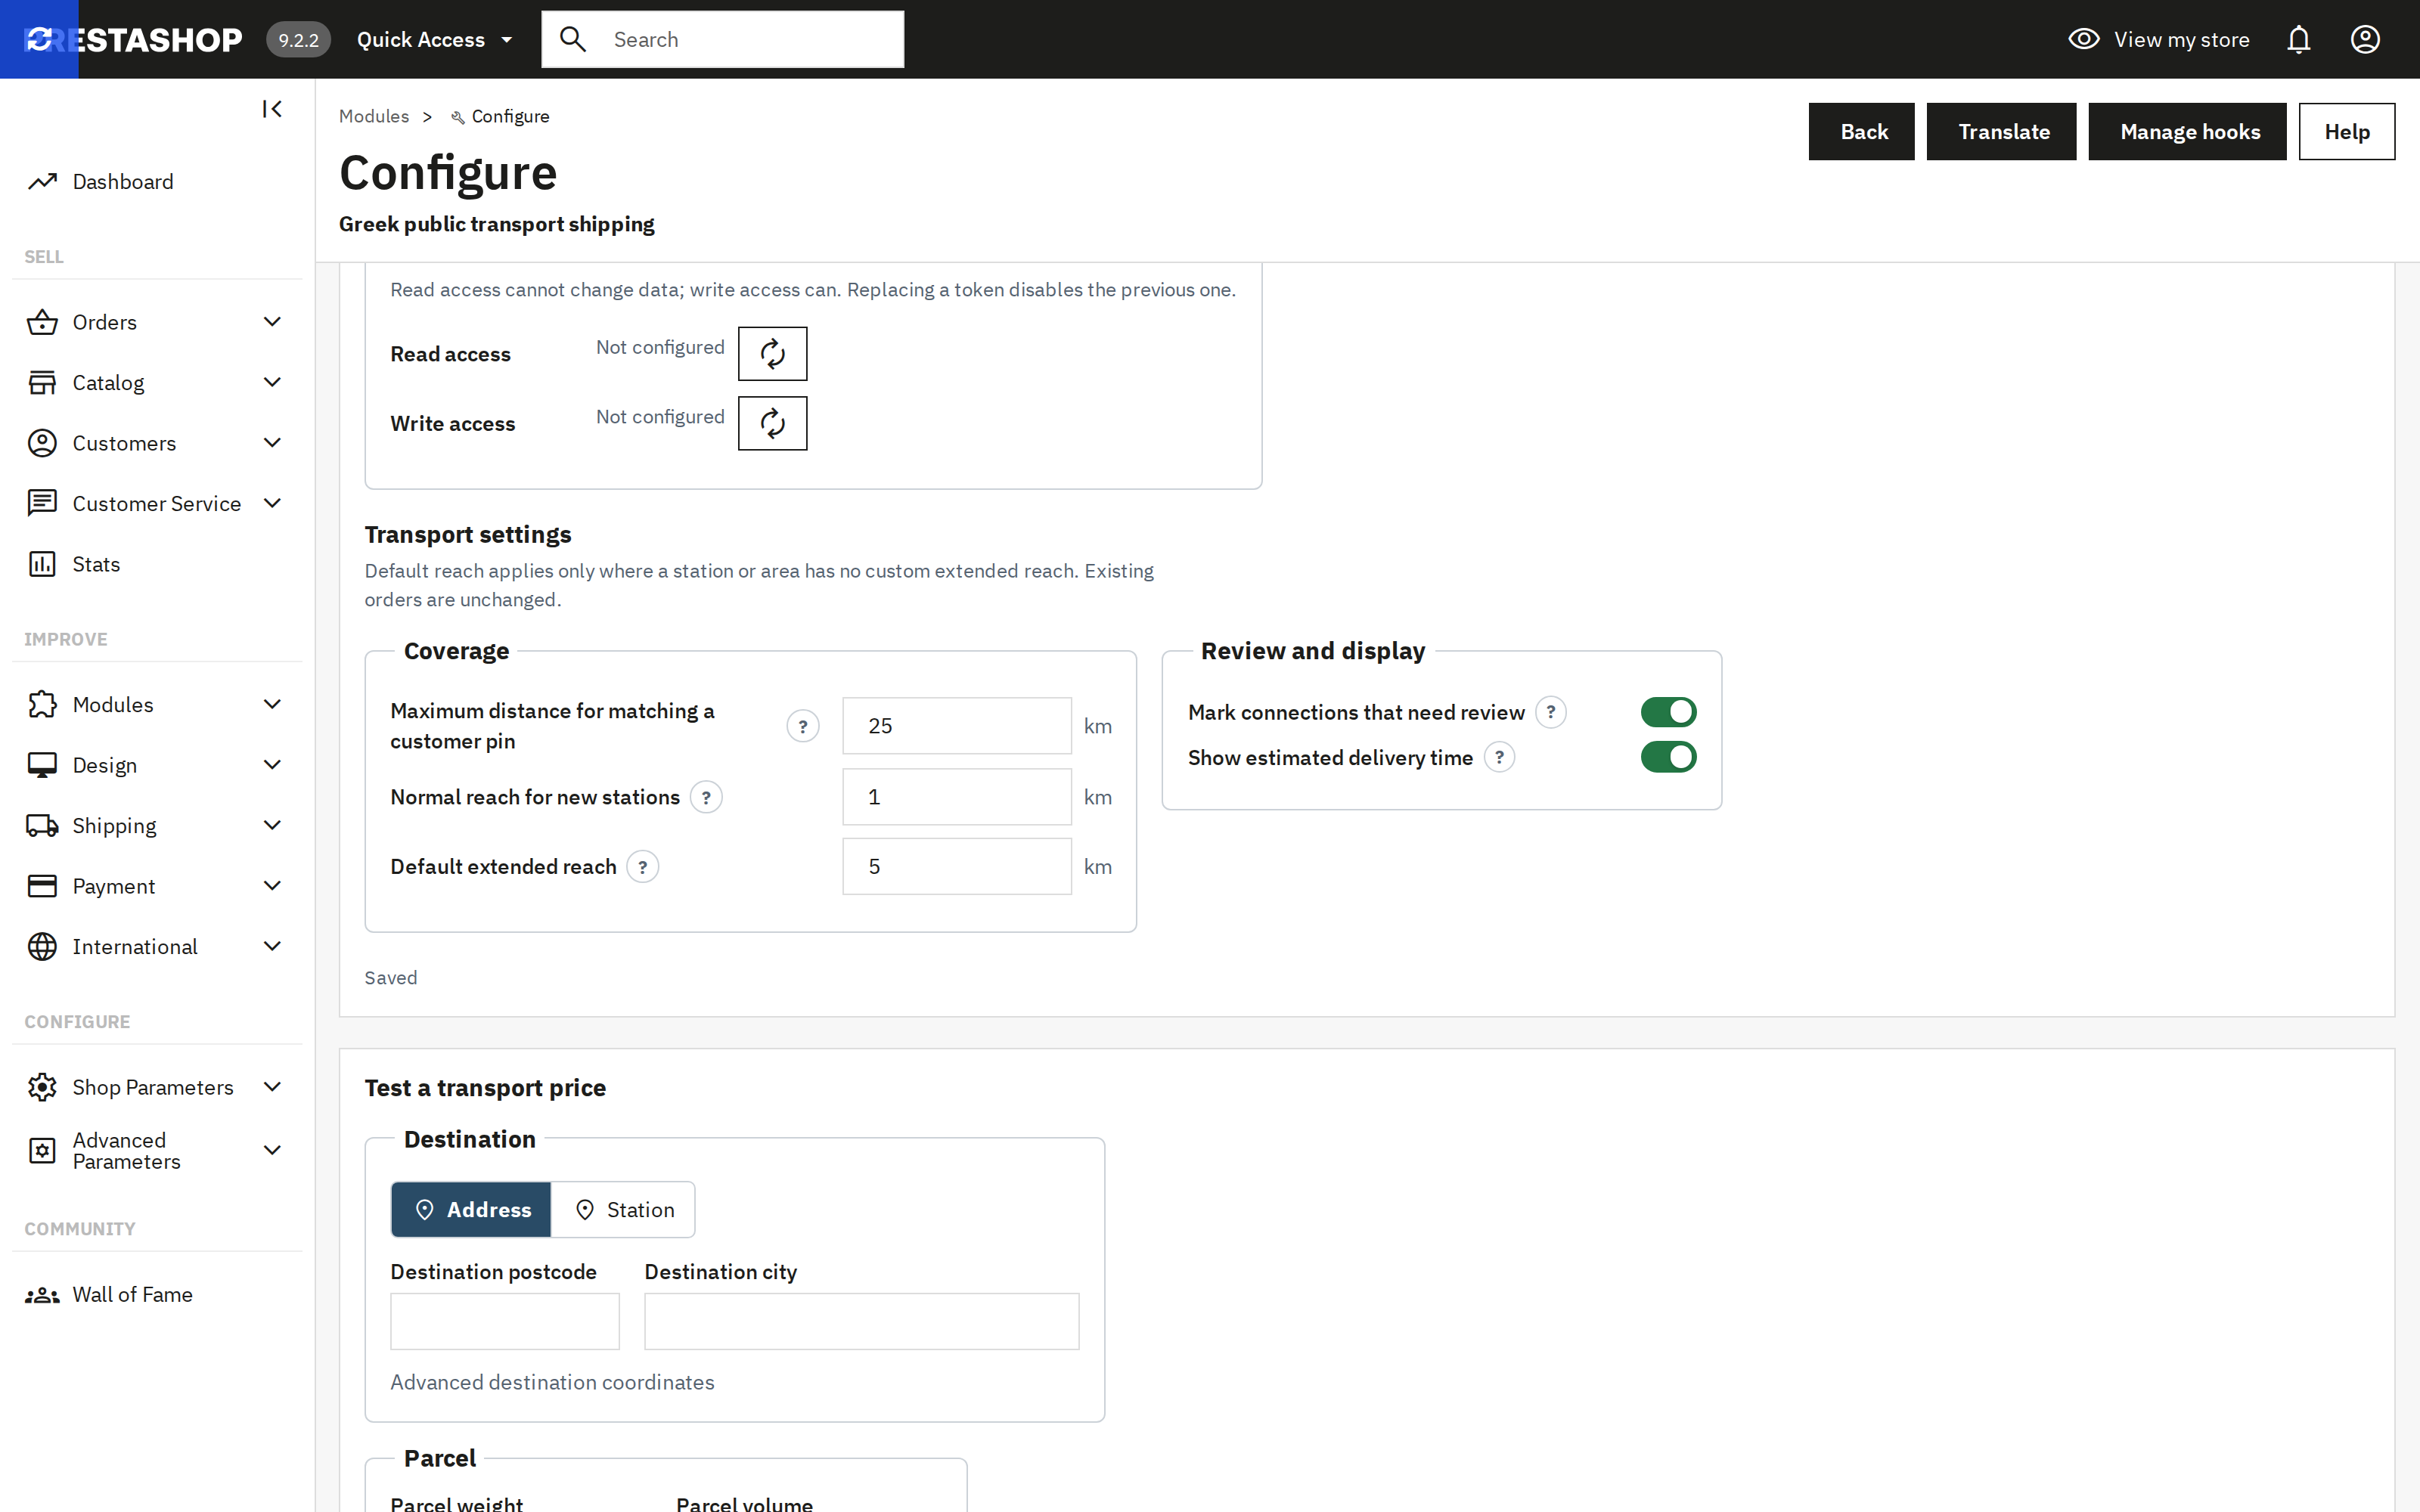 PRESTASHOP
9.2.2
Quick Access
Search
View my store
Dashboard
SELL
Orders
Catalog
Customers
Customer Service
Stats
IMPROVE
Modules
Design
Shipping
Payment
International
CONFIGURE
Shop Parameters
Advanced
Parameters
COMMUNITY
Wall of Fame
Modules > Configure
Configure
Greek public transport shipping
Back
Translate
Manage hooks
Help
Read access cannot change data; write access can. Replacing a token disables the previous one.
Read access Not configured
Write access Not configured
Transport settings
Default reach applies only where a station or area has no custom extended reach. Existing
orders are unchanged.
Coverage
Maximum distance for matching a
customer pin ? 25 km
Normal reach for new stations ? 1 km
Default extended reach ? 5 km
Review and display
Mark connections that need review ?
Show estimated delivery time ?
Saved
Test a transport price
Destination
Address
Station
Destination postcode
Destination city
Advanced destination coordinates
Parcel
Parcel weight
Parcel volume